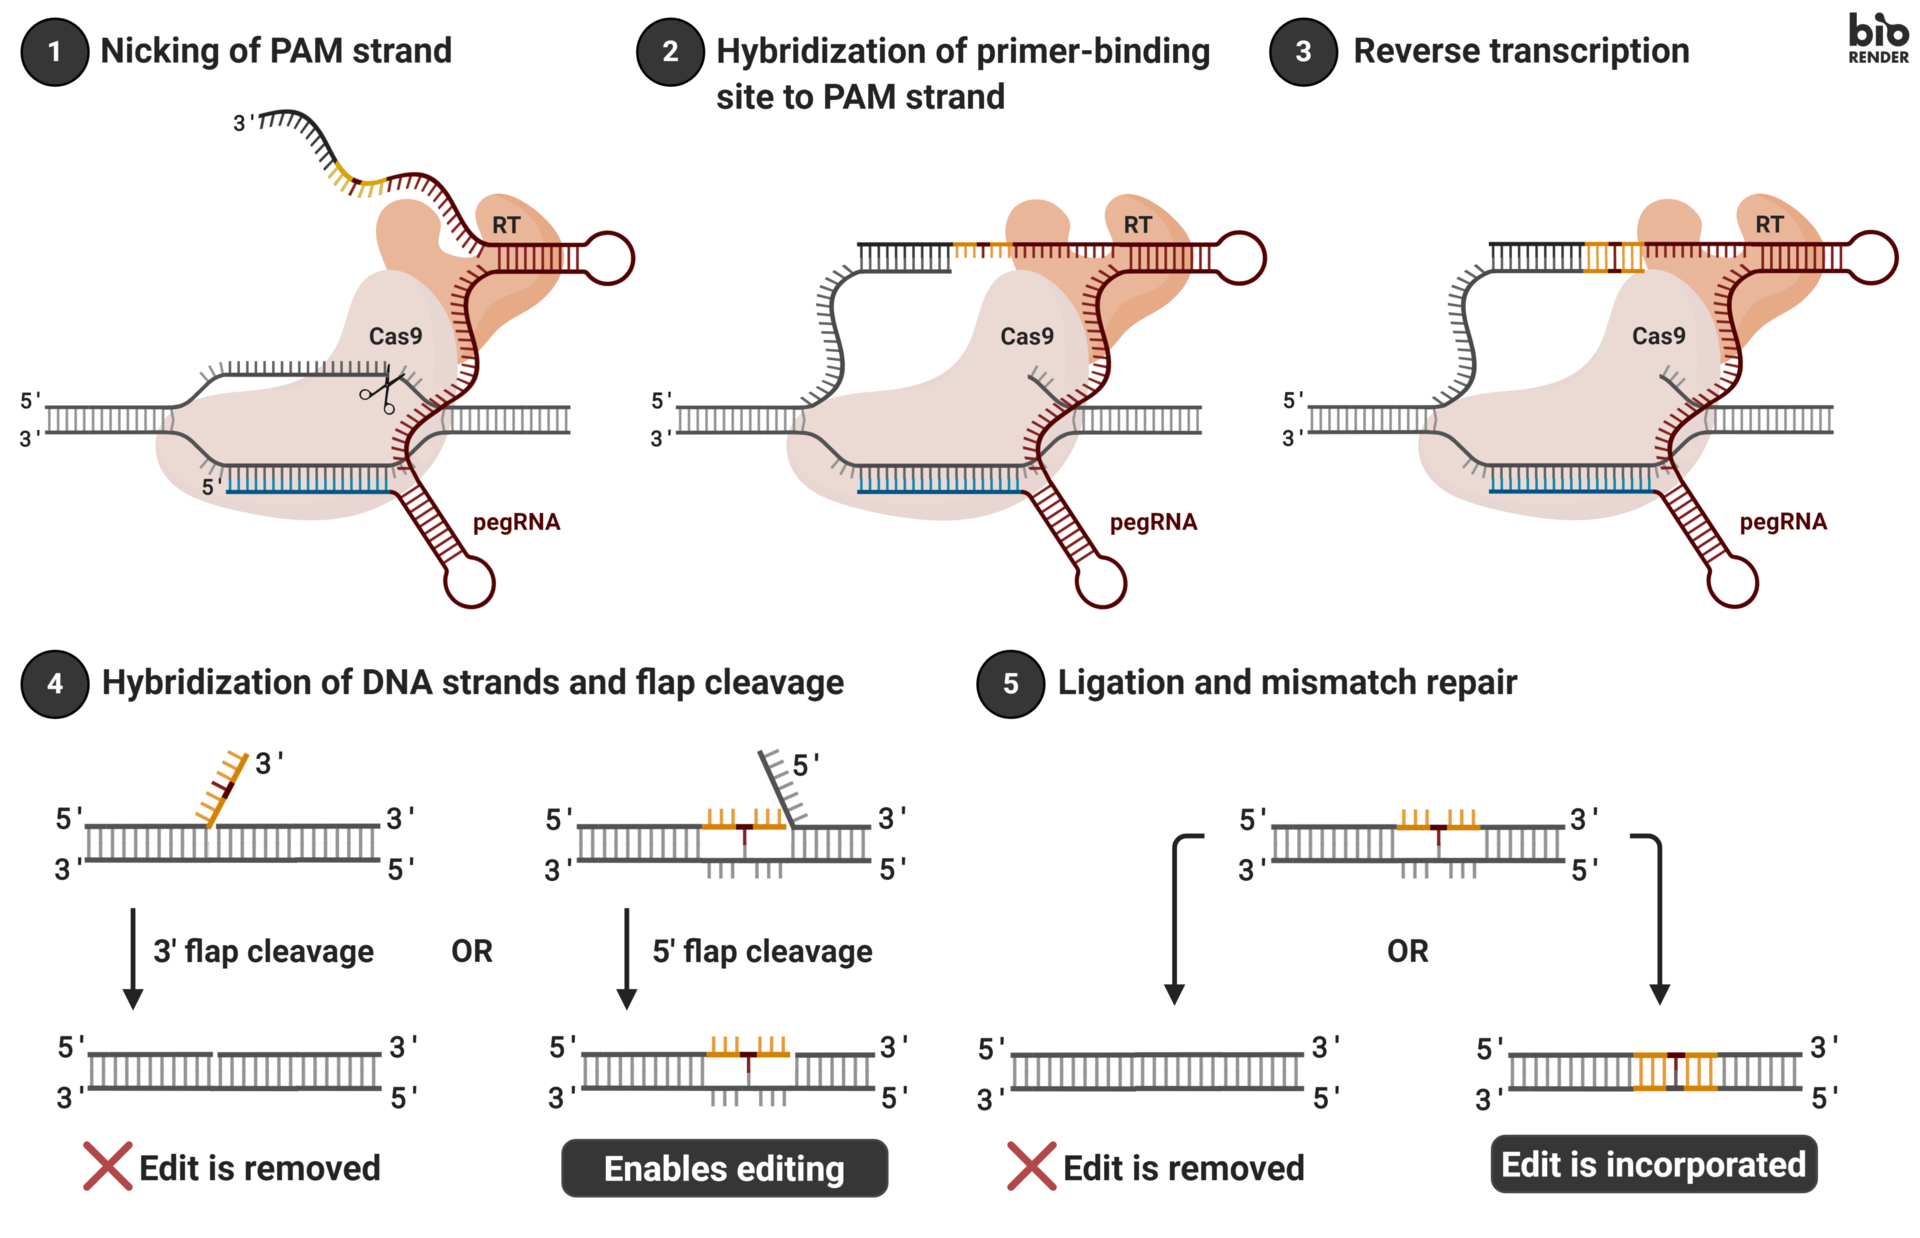 1 Nicking of PAM strand
2 Hybridization of primer-binding
site to PAM strand
3 Reverse transcription
bio
RENDER
3'
RT
Cas9
5'
3'
5'
pegRNA
RT
Cas9
5'
3'
pegRNA
RT
Cas9
5'
3'
pegRNA
4 Hybridization of DNA strands and flap cleavage
3'
5' 3'
3' 5'
5'
5' 3'
3' 5'
3' flap cleavage
OR
5' flap cleavage
5' 3'
3' 5'
Edit is removed
5' 3'
3' 5'
Enables editing
5 Ligation and mismatch repair
5' 3'
3' 5'
OR
5' 3'
3' 5'
Edit is removed
5' 3'
3' 5'
Edit is incorporated